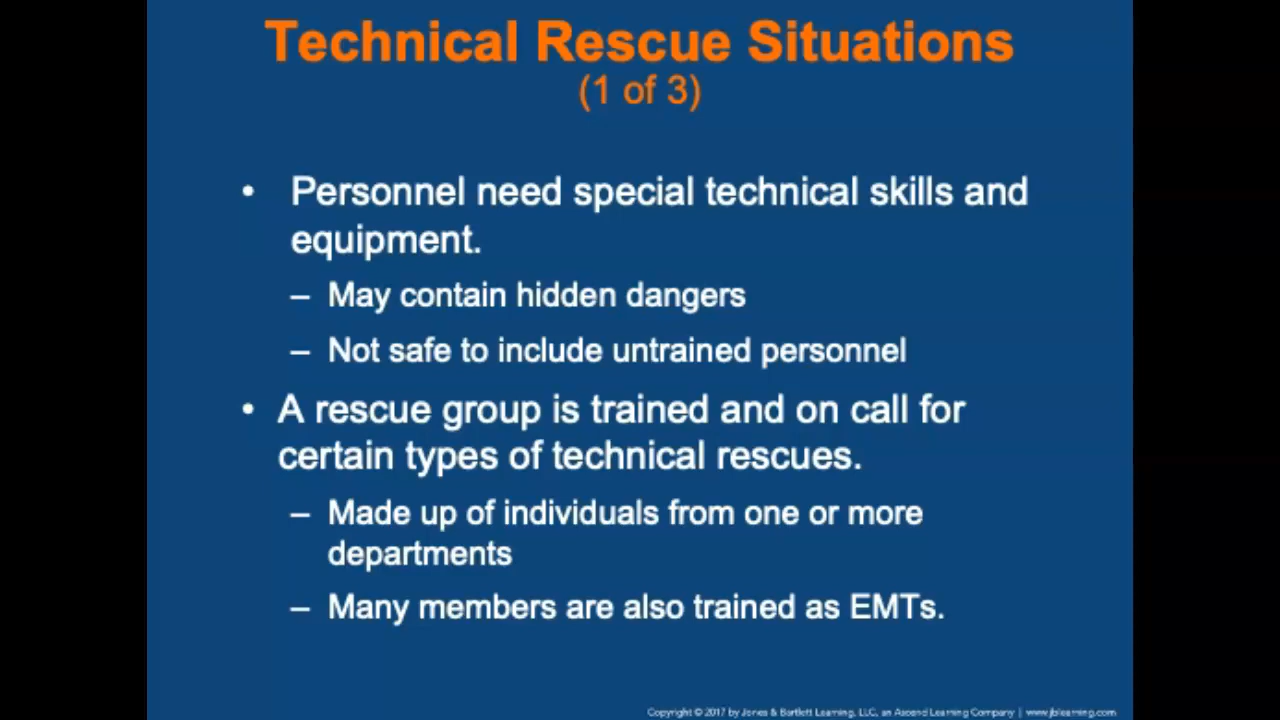 Technical Rescue Situations
(1 of 3)
• Personnel need special technical skills and
equipment.
– May contain hidden dangers
– Not safe to include untrained personnel
• A rescue group is trained and on call for
certain types of technical rescues.
– Made up of individuals from one or more
departments
– Many members are also trained as EMTs.
Copyright © 2017 by Jones & Bartlett Learning, LLC, an Ascend Learning Company | www.jblearning.com